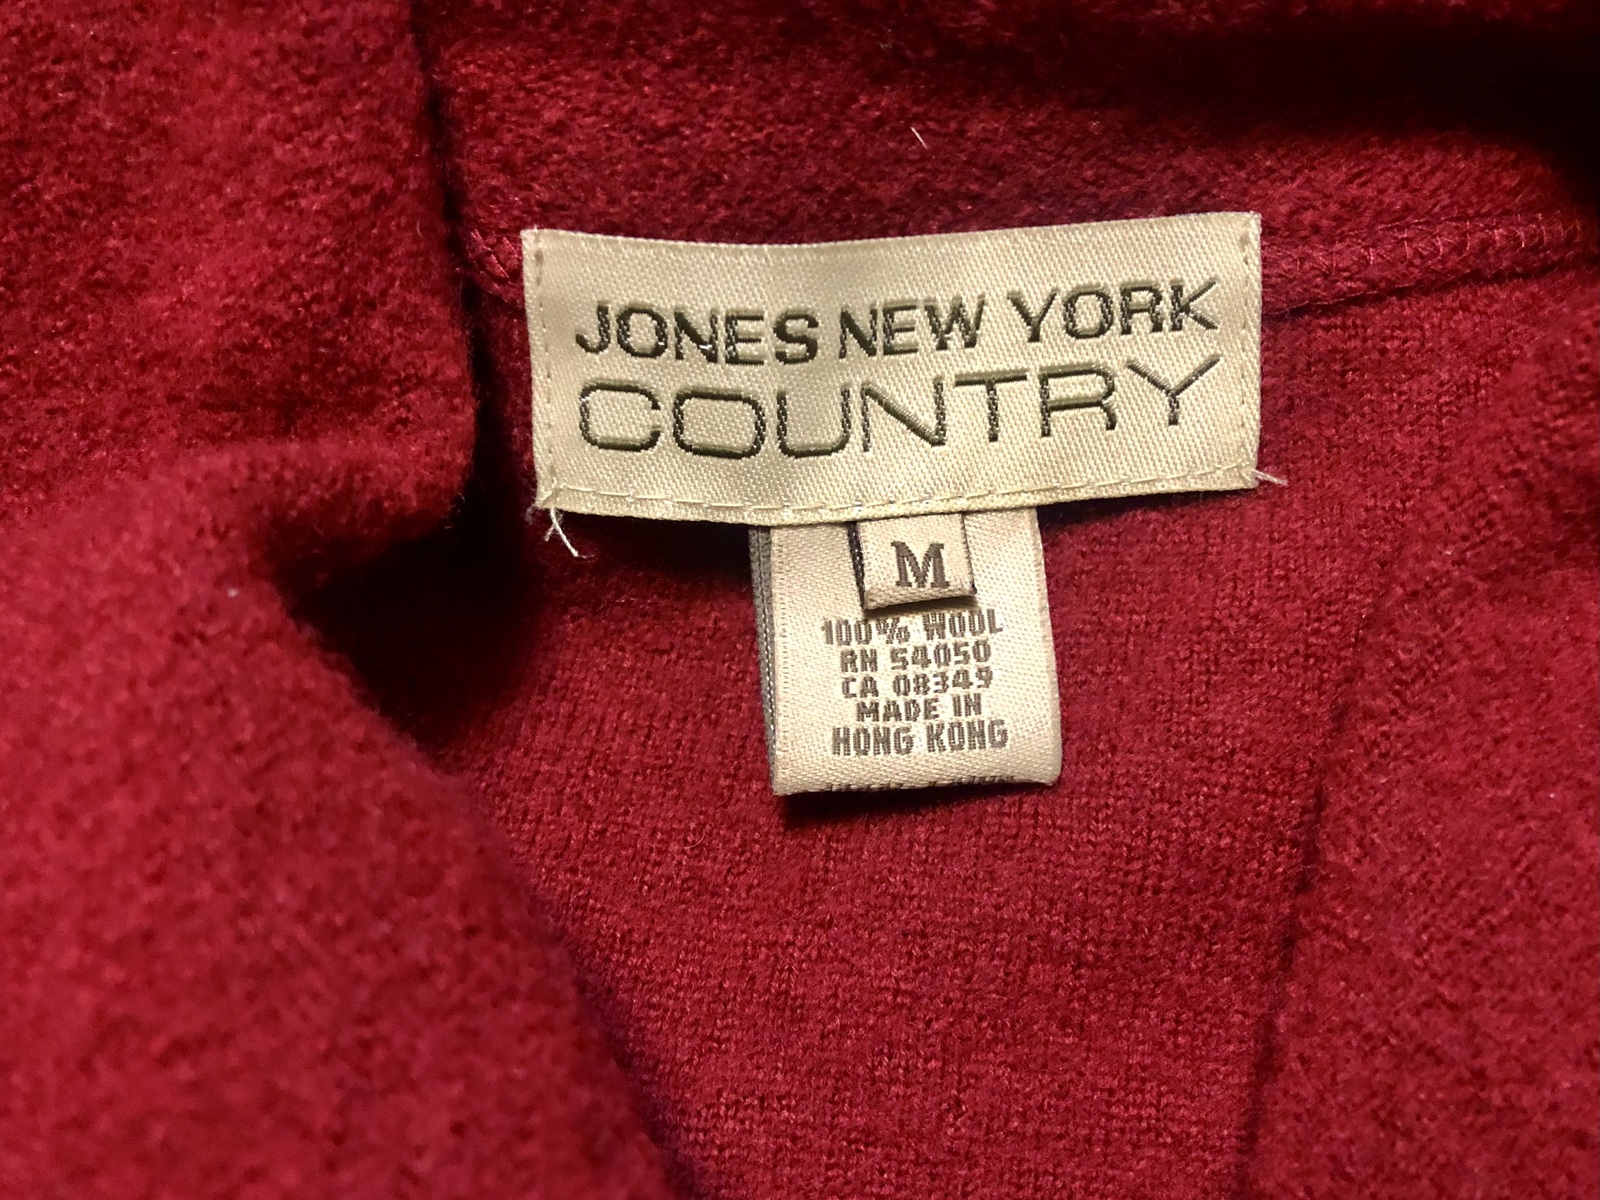 JONES NEW YORK
COUNTRY
M
100% WOOL
RN 54050
CA 08349
MADE IN
HONG KONG